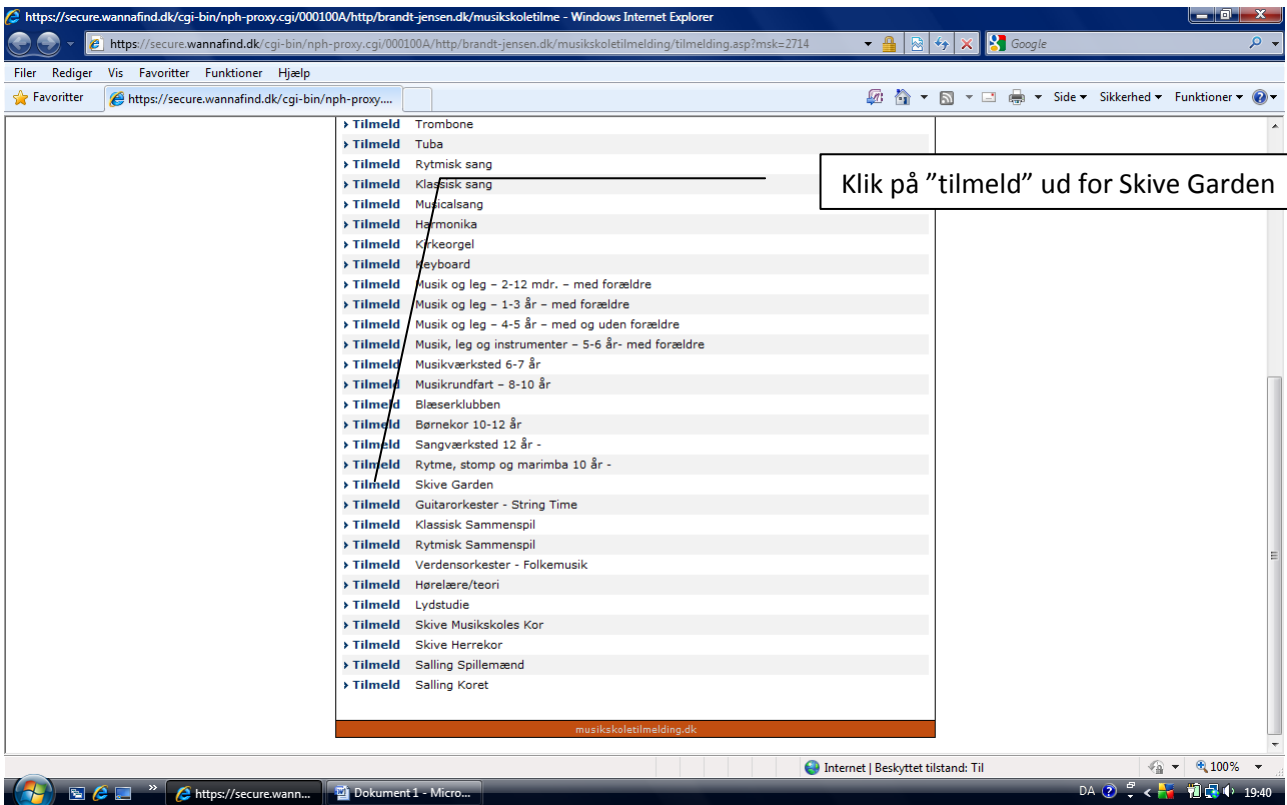 https://secure.wannafind.dk/cgi-bin/nph-proxy.cgi/000100A/http/brandt-jensen.dk/musikskoletilme - Windows Internet Explorer
https://secure.wannafind.dk/cgi-bin/nph-proxy.cgi/000100A/http/brandt-jensen.dk/musikskoletilmelding/tilmelding.asp?msk=2714
Google
Filer Rediger Vis Favoritter Funktioner Hjælp
Favoritter https://secure.wannafind.dk/cgi-bin/nph-proxy.... Side Sikkerhed Funktioner
Tilmeld Trombone
Tilmeld Tuba
Tilmeld Rytmisk sang
Tilmeld Klassisk sang
Klik på ”tilmeld” ud for Skive Garden
Tilmeld Musicalsang
Tilmeld Harmonika
Tilmeld Kirkeorgel
Tilmeld Keyboard
Tilmeld Musik og leg – 2-12 mdr. – med forældre
Tilmeld Musik og leg – 1-3 år – med forældre
Tilmeld Musik og leg – 4-5 år – med og uden forældre
Tilmeld Musik, leg og instrumenter – 5-6 år- med forældre
Tilmeld Musikværksted 6-7 år
Tilmeld Musikrundfart – 8-10 år
Tilmeld Blæserklubben
Tilmeld Børnekor 10-12 år
Tilmeld Sangværksted 12 år -
Tilmeld Rytme, stomp og marimba 10 år -
Tilmeld Skive Garden
Tilmeld Guitarorkester - String Time
Tilmeld Klassisk Sammenspil
Tilmeld Rytmisk Sammenspil
Tilmeld Verdensorkester - Folkemusik
Tilmeld Hørelære/teori
Tilmeld Lydstudie
Tilmeld Skive Musikskoles Kor
Tilmeld Skive Herrekor
Tilmeld Salling Spillemænd
Tilmeld Salling Koret
musikskoletilmelding.dk
Internet | Beskyttet tilstand: Til 100%
https://secure.wann... Dokument1 - Micro... DA 19:40